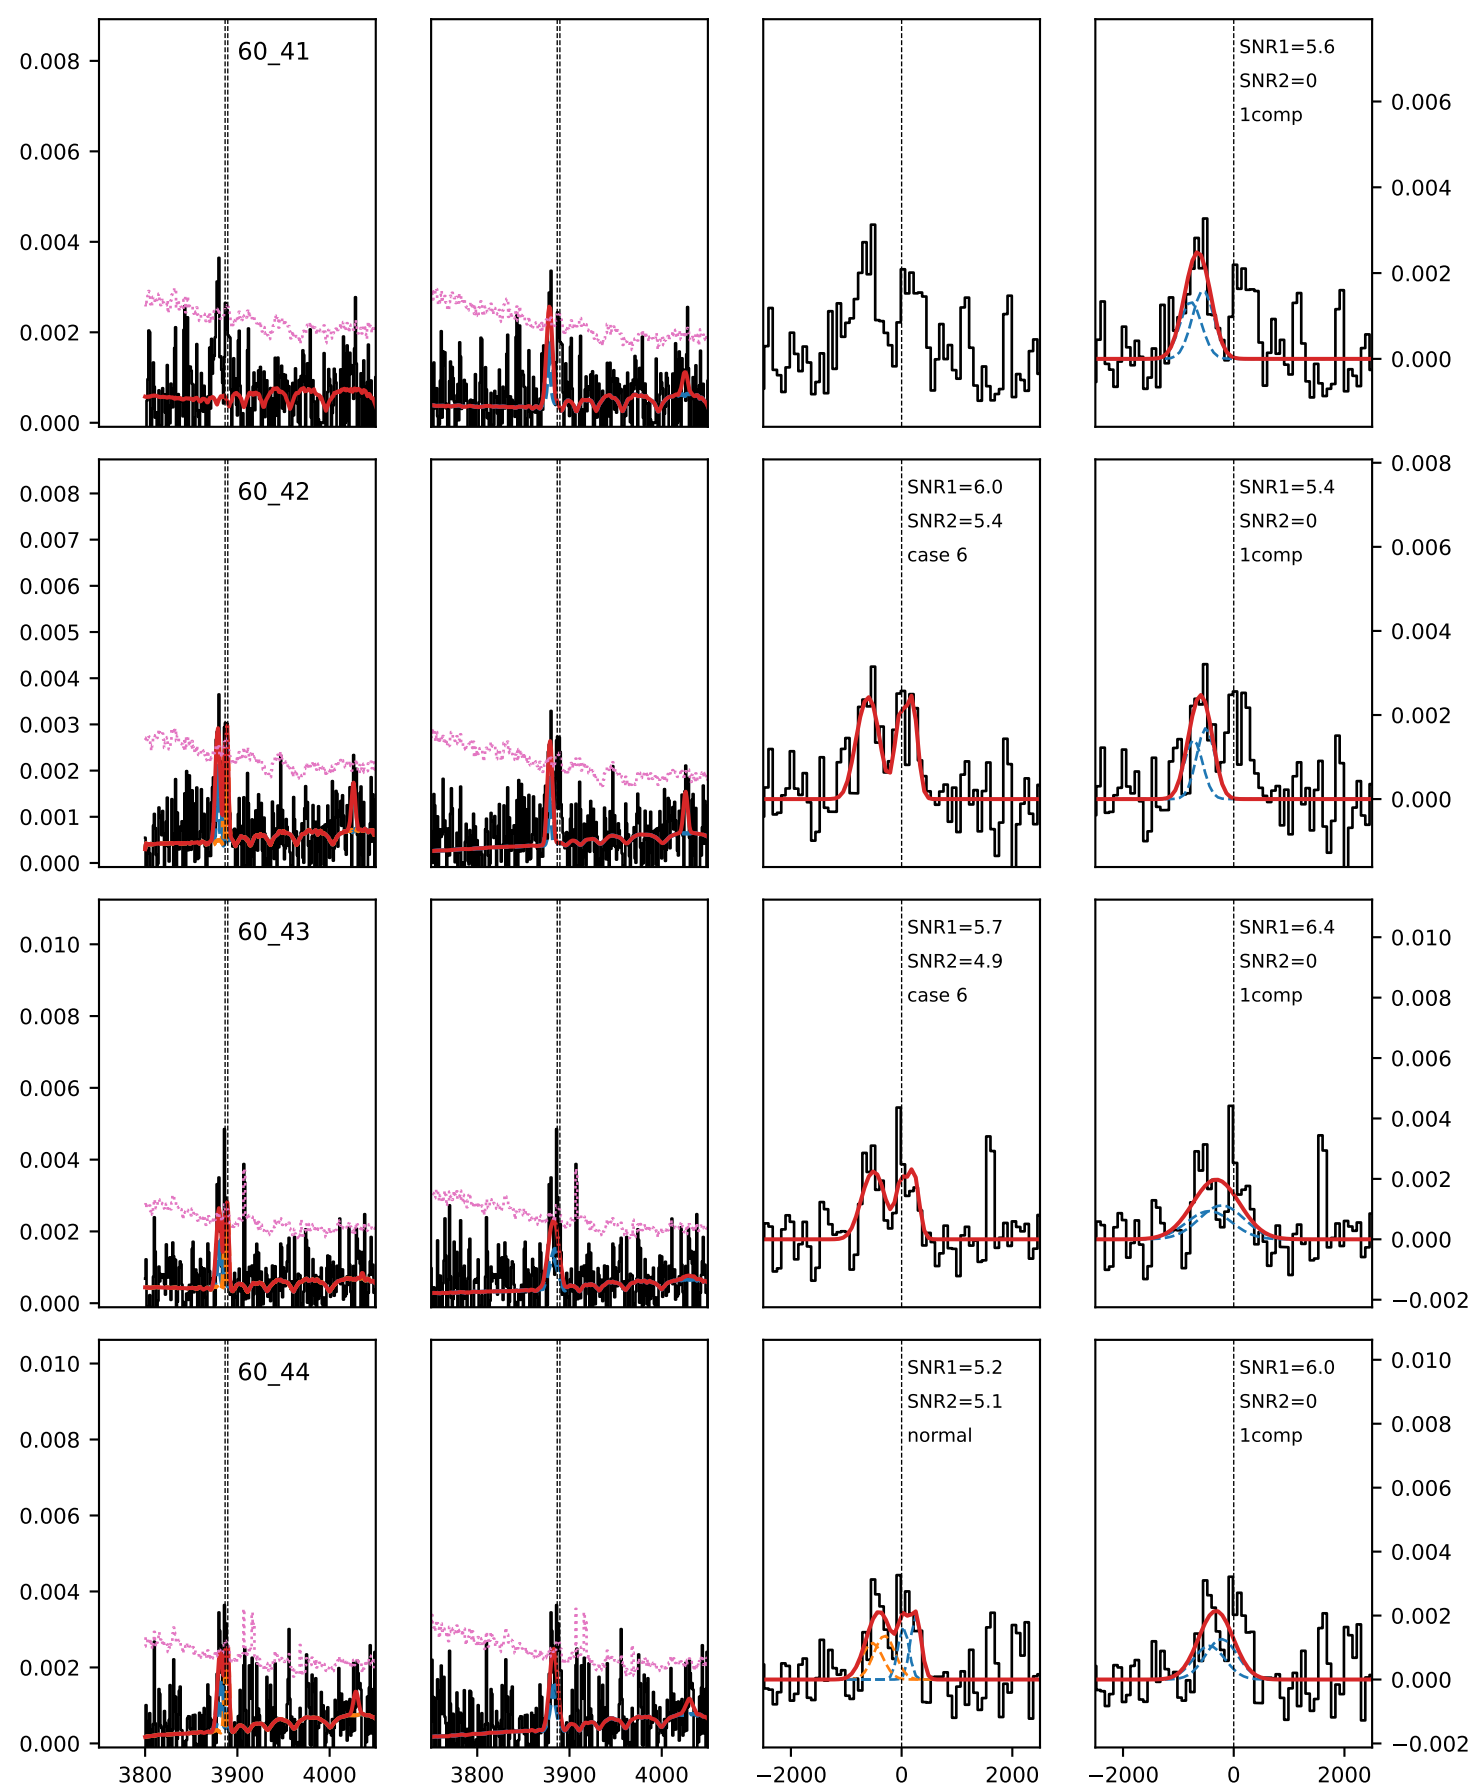 0.008
0.006
0.004
0.002
0.000
60_41
SNR1=5.6
SNR2=0
1comp
0.006
0.004
0.002
0.000
0.008
0.007
0.006
0.005
0.004
0.003
0.002
0.001
0.000
60_42
SNR1=6.0
SNR2=5.4
case 6
SNR1=5.4
SNR2=0
1comp
0.008
0.006
0.004
0.002
0.000
0.010
0.008
0.006
0.004
0.002
0.000
60_43
SNR1=5.7
SNR2=4.9
case 6
SNR1=6.4
SNR2=0
1comp
0.010
0.008
0.006
0.004
0.002
0.000
−0.002
0.010
0.008
0.006
0.004
0.002
0.000
60_44
SNR1=5.2
SNR2=5.1
normal
SNR1=6.0
SNR2=0
1comp
0.010
0.008
0.006
0.004
0.002
0.000
−0.002
3800 3900 4000
3800 3900 4000
−2000 0 2000
−2000 0 2000